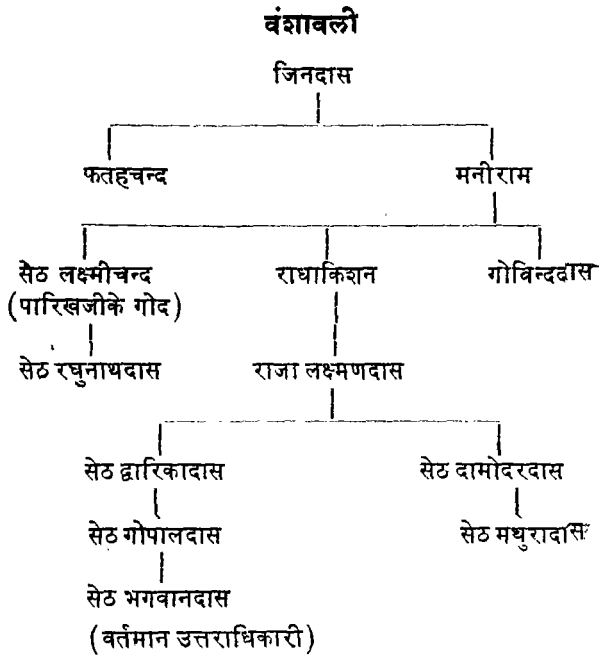 वंशावली
जिनदास
फतहचन्द मनीराम
सेठ लक्ष्मीचन्द राधाकिशन गोविन्ददास
(पारिखजीके गोद)
सेठ रघुनाथदास राजा लक्ष्मणदास
सेठ द्वारिकादास सेठ दामोदरदास
सेठ गोपालदास सेठ मथुरादास
सेठ भगवानदास
(वर्तमान उत्तराधिकारी)